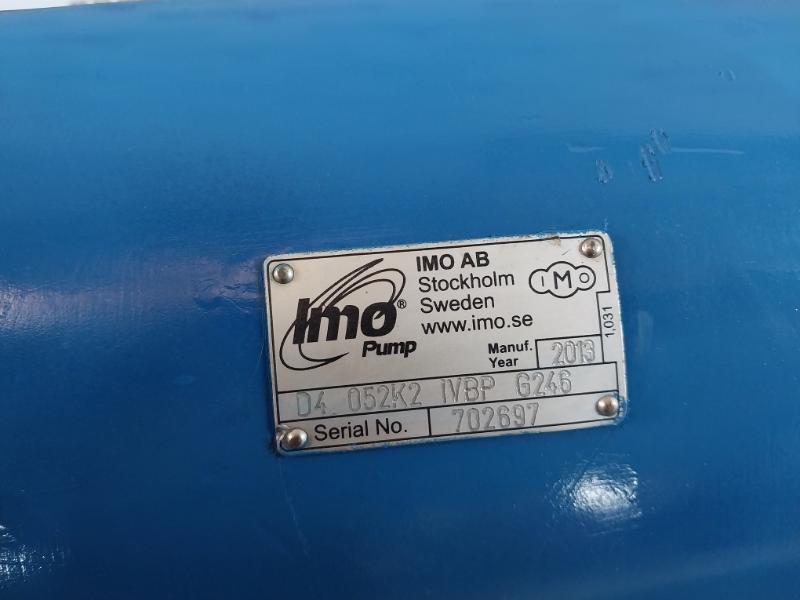 IMO AB
Stockholm
Sweden
www.imo.se
Imo®
Pump
IMO
1,031
Manuf. Year 2013
D4. 052K2 IVBP G246
Serial No. 702697